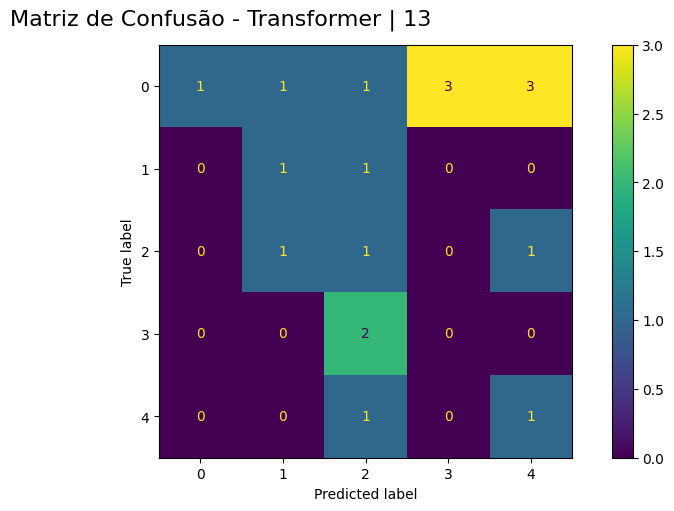 Matriz de Confusão - Transformer | 13
3.0
0 1 1 1 3 3
2.5
1 0 1 1 0 0
2.0
True label
2 0 1 1 0 1
1.5
1.0
3 0 0 2 0 0
0.5
4 0 0 1 0 1
0.0
0 1 2 3 4
Predicted label